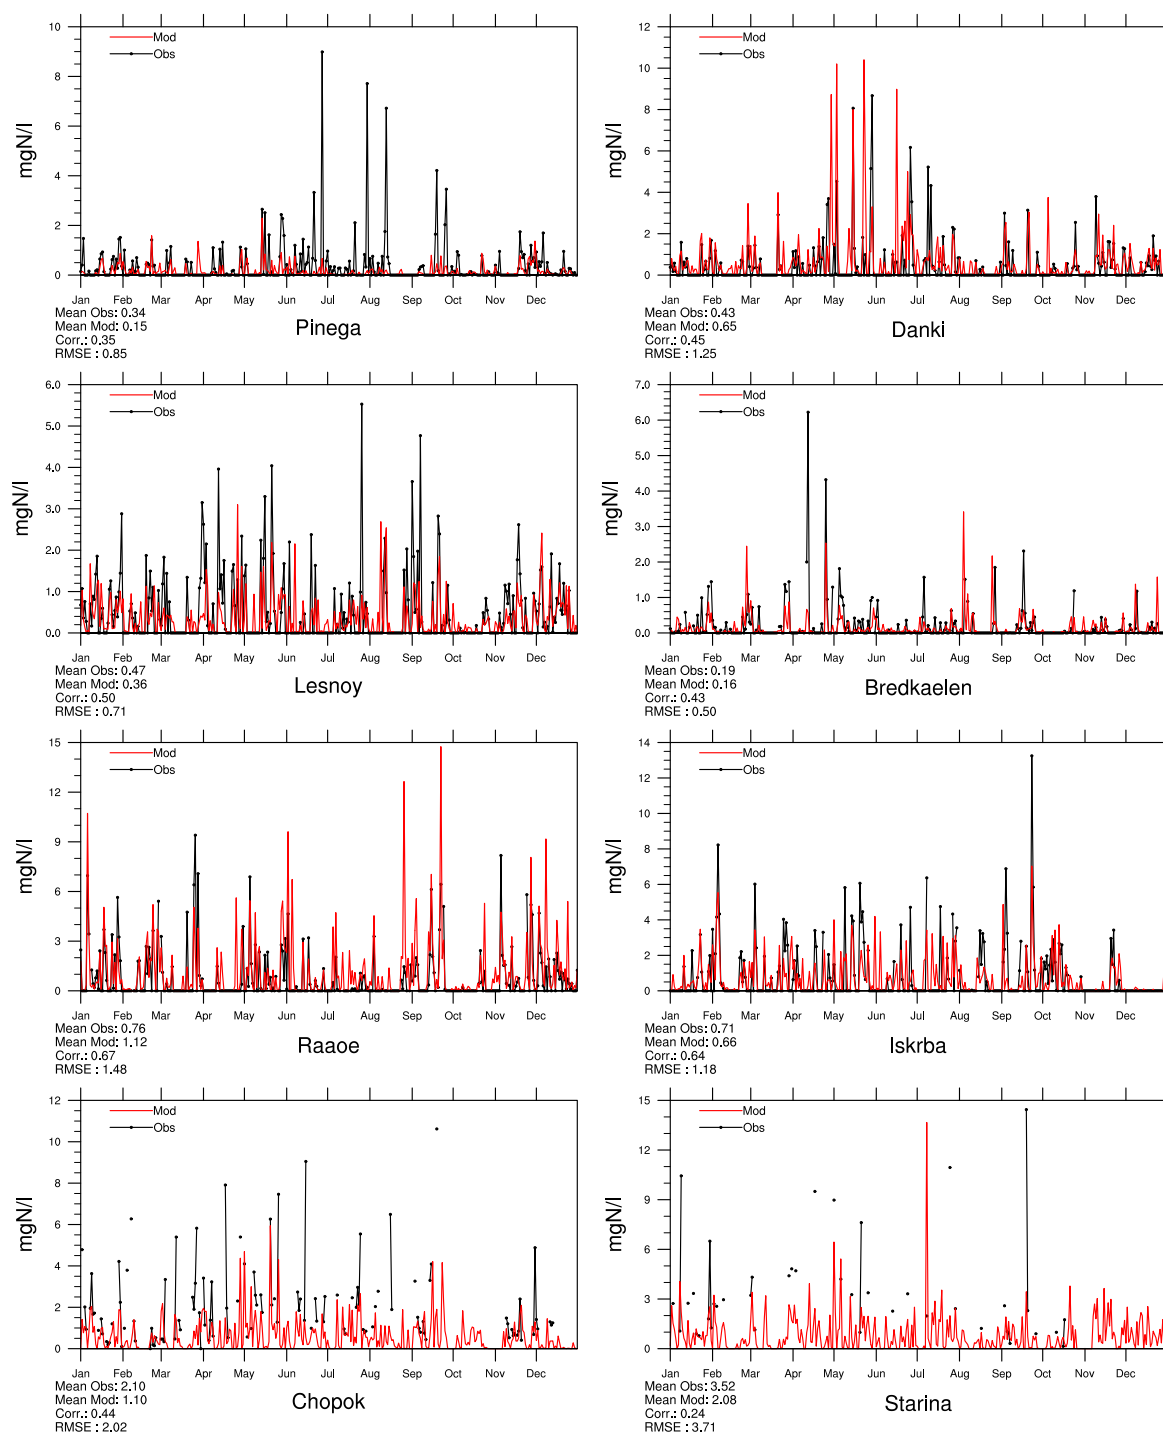 10
8
6
4
2
0
mgN/l
Mod
Obs
Jan Feb Mar Apr May Jun Jul Aug Sep Oct Nov Dec
Mean Obs: 0.34
Mean Mod: 0.15
Corr.: 0.35
RMSE : 0.85
Pinega
12
10
8
6
4
2
0
mgN/l
Mod
Obs
Jan Feb Mar Apr May Jun Jul Aug Sep Oct Nov Dec
Mean Obs: 0.43
Mean Mod: 0.65
Corr.: 0.45
RMSE : 1.25
Danki
6.0
5.0
4.0
3.0
2.0
1.0
0.0
mgN/l
Mod
Obs
Jan Feb Mar Apr May Jun Jul Aug Sep Oct Nov Dec
Mean Obs: 0.47
Mean Mod: 0.36
Corr.: 0.50
RMSE : 0.71
Lesnoy
7.0
6.0
5.0
4.0
3.0
2.0
1.0
0.0
mgN/l
Mod
Obs
Jan Feb Mar Apr May Jun Jul Aug Sep Oct Nov Dec
Mean Obs: 0.19
Mean Mod: 0.16
Corr.: 0.43
RMSE : 0.50
Bredkaelen
15
12
9
6
3
0
mgN/l
Mod
Obs
Jan Feb Mar Apr May Jun Jul Aug Sep Oct Nov Dec
Mean Obs: 0.76
Mean Mod: 1.12
Corr.: 0.67
RMSE : 1.48
Raaoe
14
12
10
8
6
4
2
0
mgN/l
Mod
Obs
Jan Feb Mar Apr May Jun Jul Aug Sep Oct Nov Dec
Mean Obs: 0.71
Mean Mod: 0.66
Corr.: 0.64
RMSE : 1.18
Iskrba
12
10
8
6
4
2
0
mgN/l
Mod
Obs
Jan Feb Mar Apr May Jun Jul Aug Sep Oct Nov Dec
Mean Obs: 2.10
Mean Mod: 1.10
Corr.: 0.44
RMSE : 2.02
Chopok
15
12
9
6
3
0
mgN/l
Mod
Obs
Jan Feb Mar Apr May Jun Jul Aug Sep Oct Nov Dec
Mean Obs: 3.52
Mean Mod: 2.08
Corr.: 0.24
RMSE : 3.71
Starina